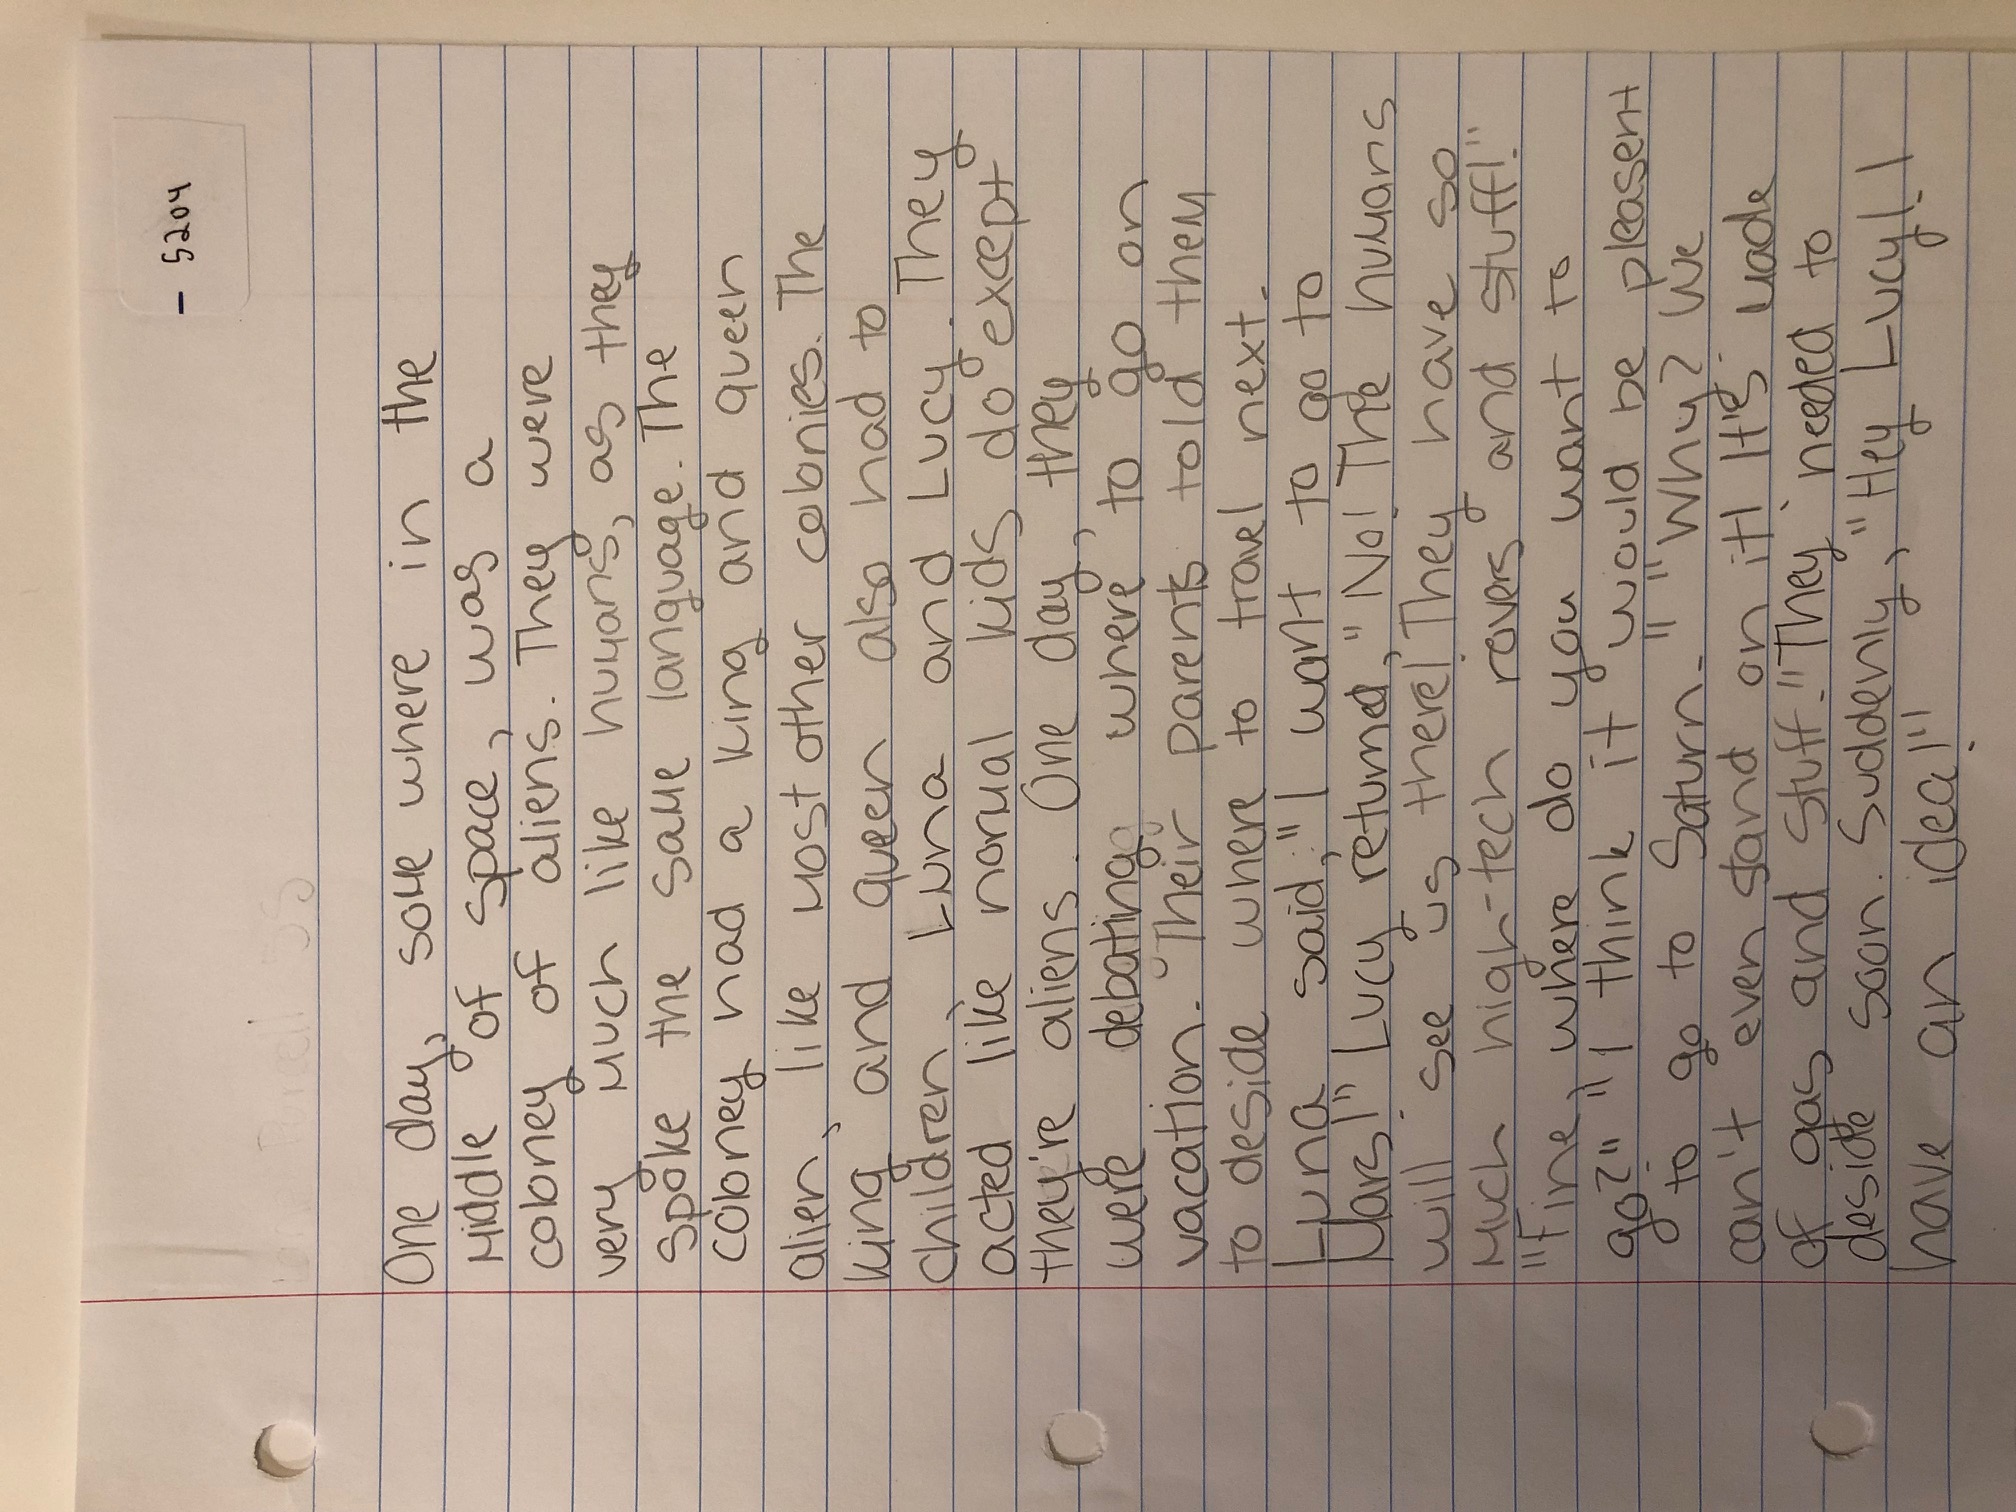 - 5204
One day, some where in the
middle of space, was a
coloney of aliens. They were
very much like humans, as they
spoke the same language. The
coloney had a king and queen
alien, like most other colonies. The
king and queen also had to
children, Luna and Lucy. They
acted like normal kids do except
they're aliens. One day, they
were debating where to go on
vacation. Their parents told them
to deside where to travel next.
Luna said, "I want to go to
Mars!" Lucy returned, "No! The humans
will see us there! They have so
much high-tech rovers and stuff!"
"Fine, where do you want to
go?" "I think it would be pleasent
to go to Saturn." "Why? We
can't even stand on it! It's made
of gas and stuff." They needed to
deside soon. Suddenly, "Hey Lucy! I
have an idea!"